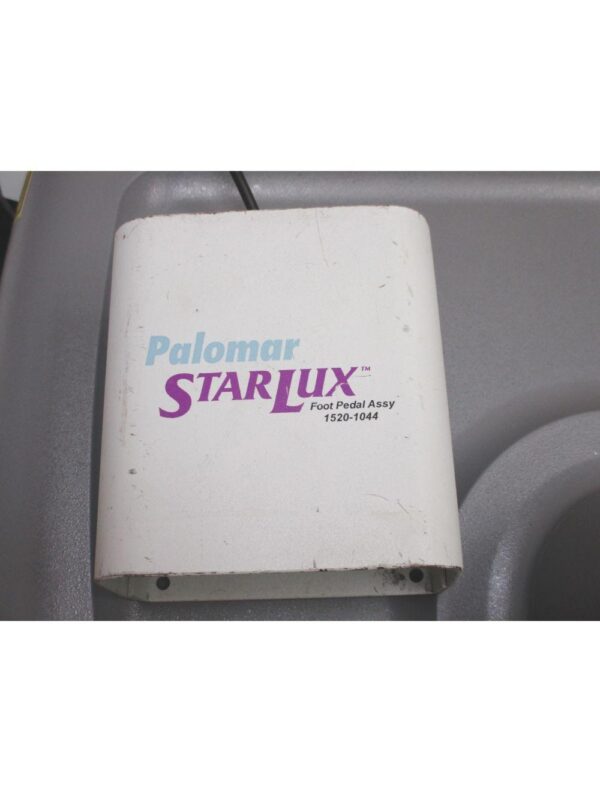 Palomar
STARLUX™
Foot Pedal Assy
1520-1044